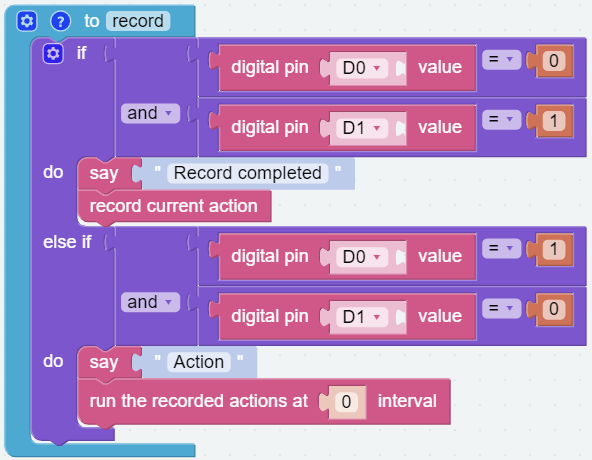 ? to record
if digital pin D0 value = 0
and digital pin D1 value = 1
do say " Record completed "
record current action
else if digital pin D0 value = 1
and digital pin D1 value = 0
do say " Action "
run the recorded actions at 0 interval